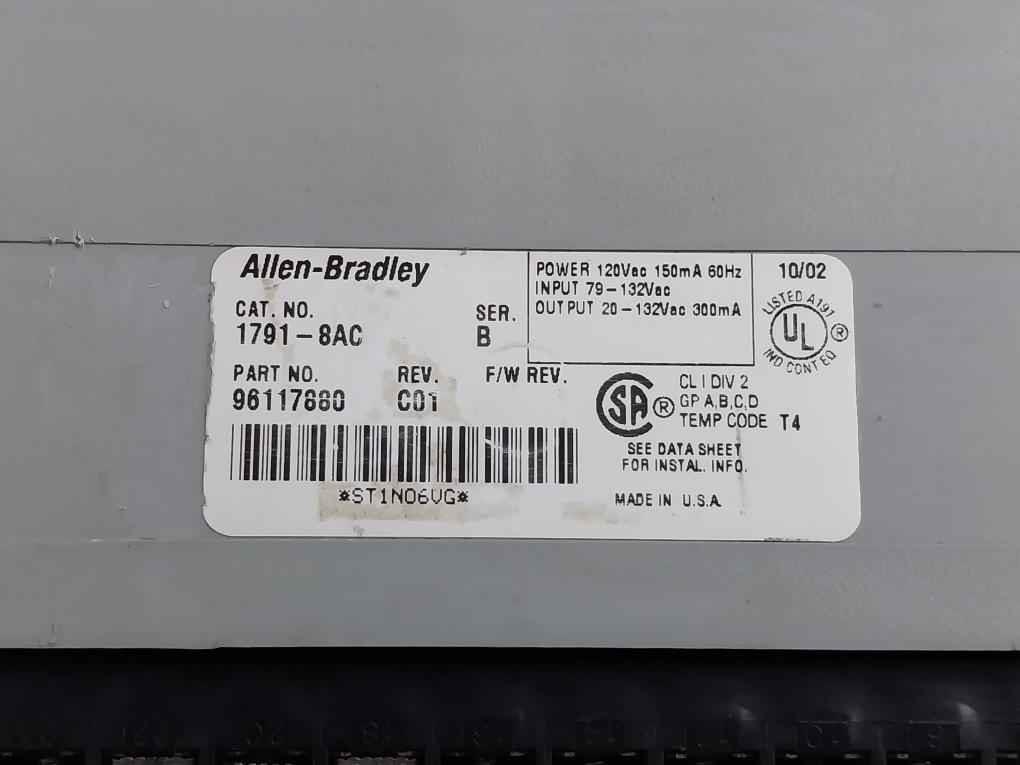 Allen-Bradley
CAT. NO.
1791-8AC
SER.
B
PART NO.
96117880
REV.
C01
F/W REV.
*ST1N06VG*
POWER 120Vac 150mA 60Hz
INPUT 79-132Vac
OUTPUT 20-132Vac 300mA
10/02
LISTED A197
UL ®
IND CONT EQ
SA ®
CL I DIV 2
GP A,B,C,D
TEMP CODE T4
SEE DATA SHEET
FOR INSTAL. INFO.
MADE IN U.S.A.